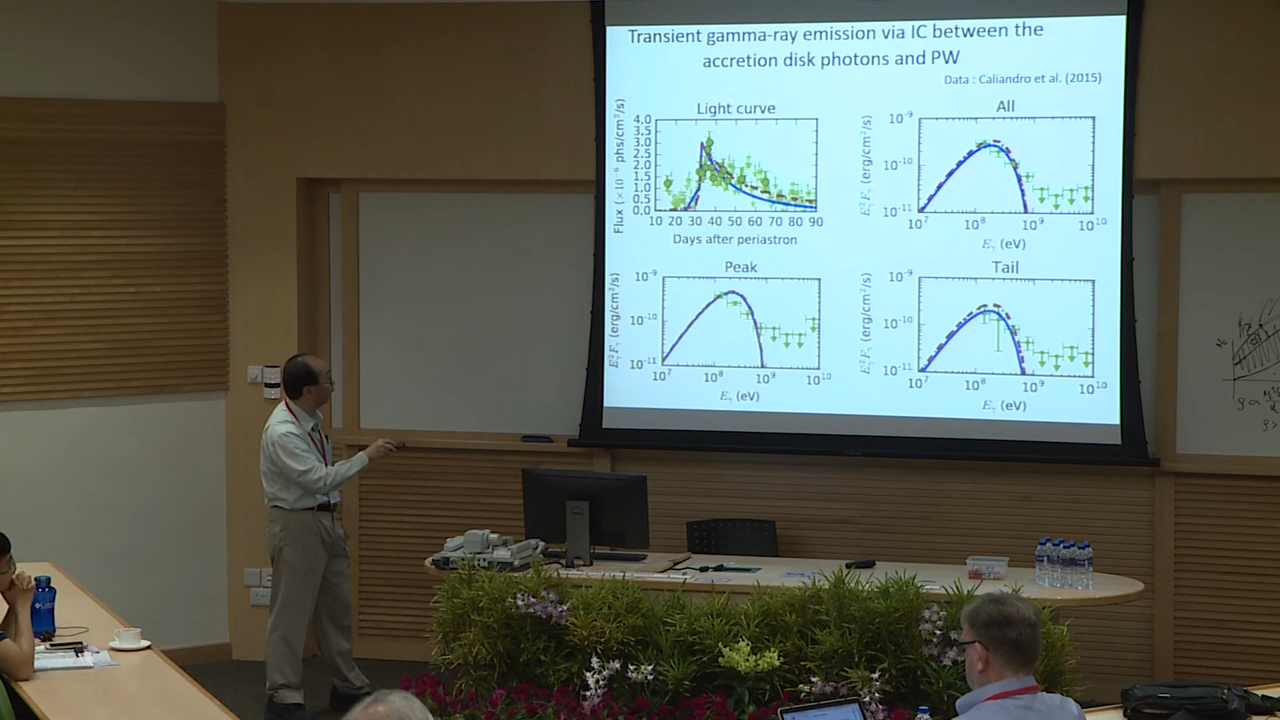 Transient gamma-ray emission via IC between the
accretion disk photons and PW
Data : Caliandro et al. (2015)
Light curve
Flux (×10⁻⁶ phs/cm²/s)
4.0
3.5
3.0
2.5
2.0
1.5
1.0
0.5
0.0
10 20 30 40 50 60 70 80 90
Days after periastron
All
E²F (erg/cm²/s)
10⁻⁹
10⁻¹⁰
10⁻¹¹
10⁷ 10⁸ 10⁹ 10¹⁰
Eγ (eV)
Peak
E²F (erg/cm²/s)
10⁻⁹
10⁻¹⁰
10⁻¹¹
10⁷ 10⁸ 10⁹ 10¹⁰
Eγ (eV)
Tail
E²F (erg/cm²/s)
10⁻⁹
10⁻¹⁰
10⁻¹¹
10⁷ 10⁸ 10⁹ 10¹⁰
Eγ (eV)
DELL